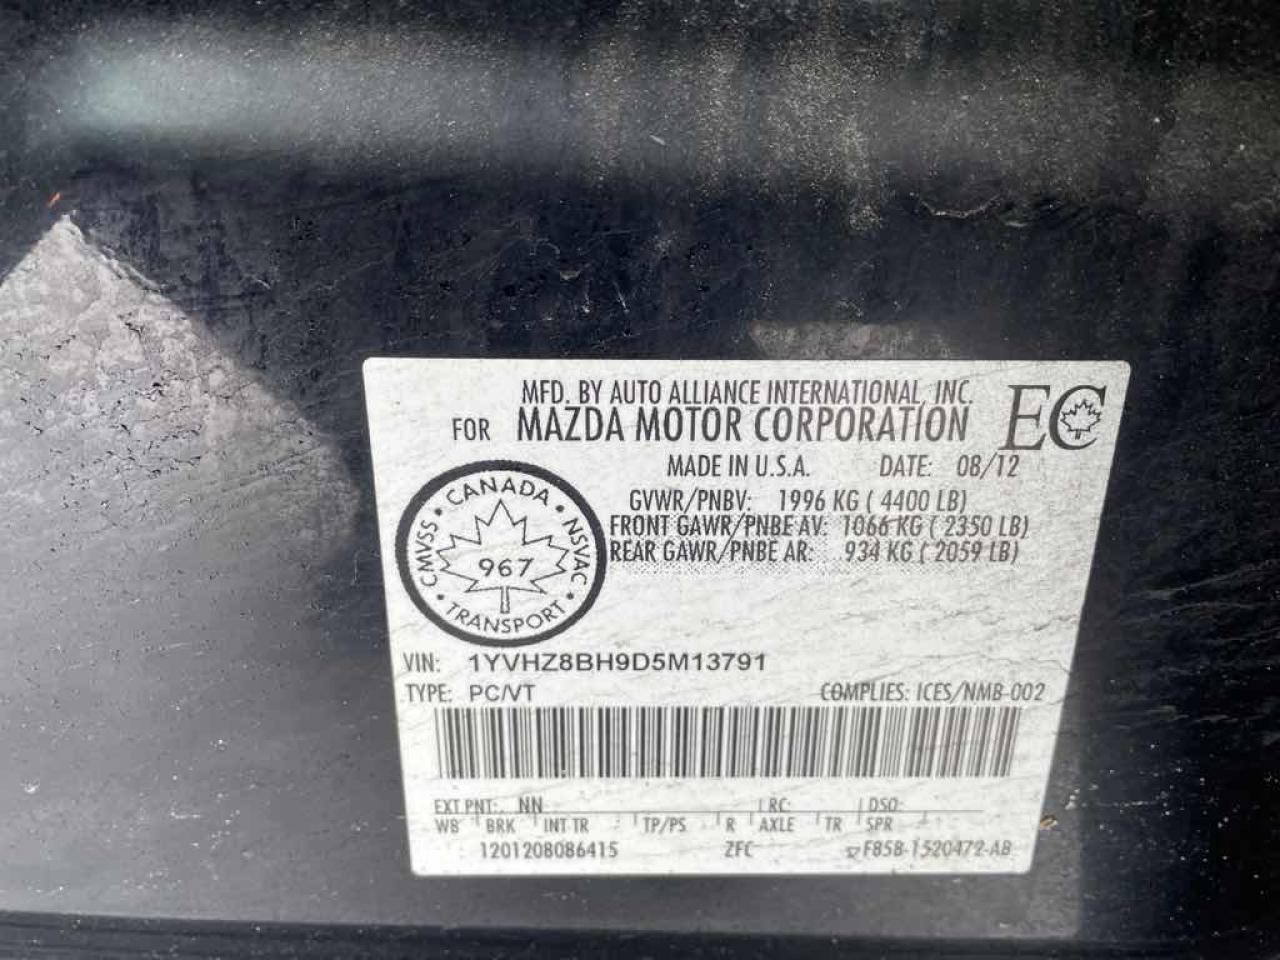 MFD. BY AUTO ALLIANCE INTERNATIONAL, INC.
FOR MAZDA MOTOR CORPORATION
EC
MADE IN U.S.A. DATE: 08/12
GVWR/PNBV: 1996 KG ( 4400 LB)
FRONT GAWR/PNBE AV: 1066 KG ( 2350 LB)
REAR GAWR/PNBE AR: 934 KG ( 2059 LB)
CANADA
CMVSS
NSVAC
967
TRANSPORT
VIN: 1YVHZ8BH9D5M13791
TYPE: PC/VT COMPLIES: ICES/NMB-002
EXT PNT: NN RC: DSO:
WB BRK INT TR TP/PS R AXLE TR SPR
1201208086415 ZFC F85B-1520472-AB